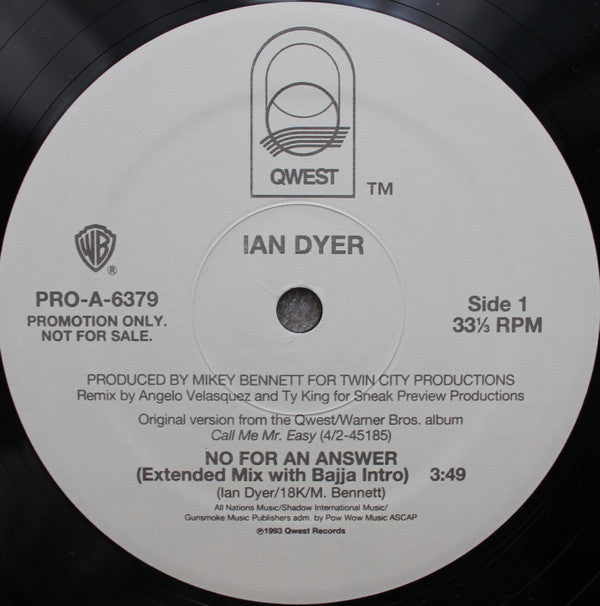 QWEST
TM
IAN DYER
WB
®
PRO-A-6379
PROMOTION ONLY.
NOT FOR SALE.
Side 1
33⅓ RPM
PRODUCED BY MIKEY BENNETT FOR TWIN CITY PRODUCTIONS
Remix by Angelo Velasquez and Ty King for Sneak Preview Productions
Original version from the Qwest/Warner Bros. album
Call Me Mr. Easy (4/2-45185)
NO FOR AN ANSWER
(Extended Mix with Bajja Intro) 3:49
(Ian Dyer/18K/M. Bennett)
All Nations Music/Shadow International Music/
Gunsmoke Music Publishers adm. by Pow Wow Music ASCAP
℗1993 Qwest Records